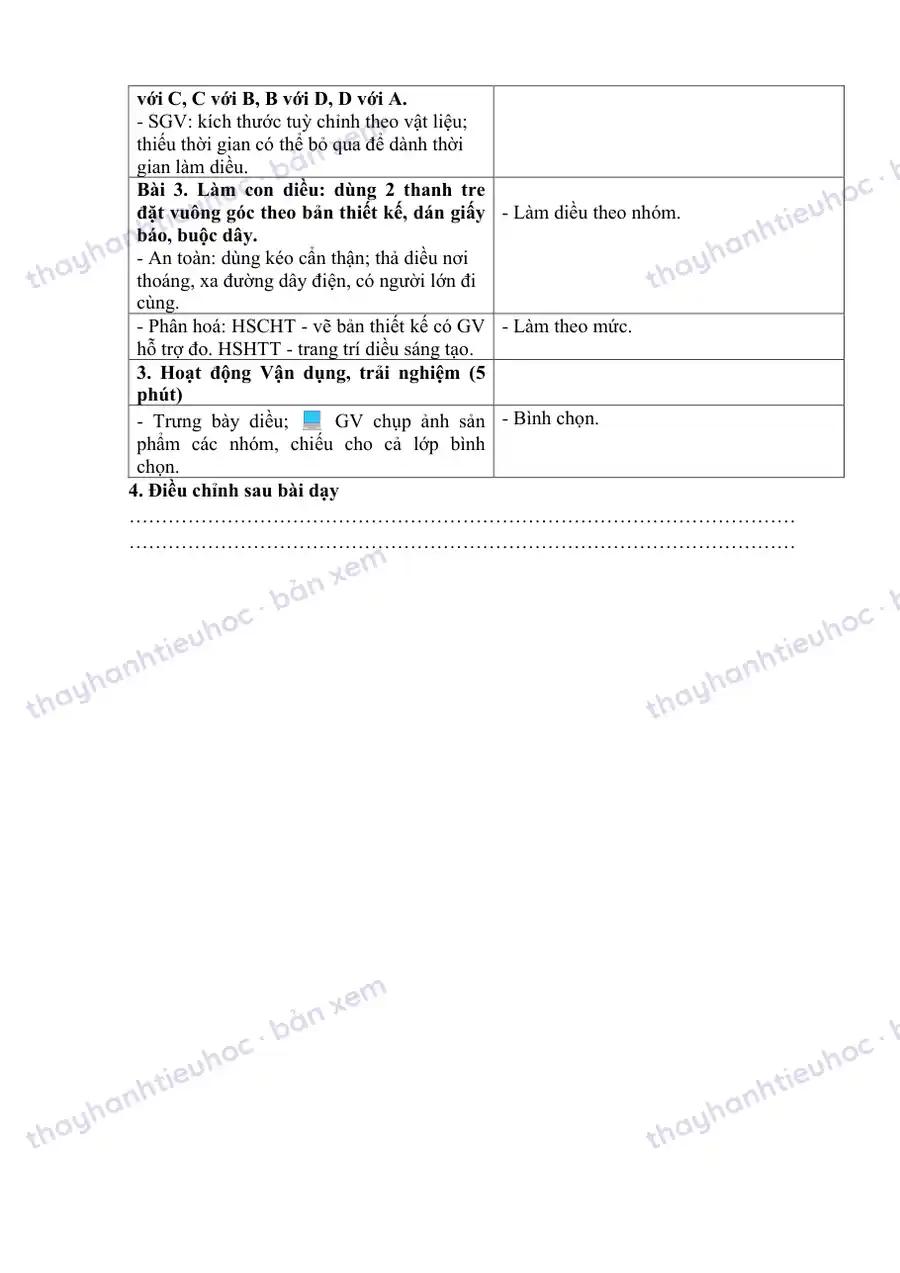 với C, C với B, B với D, D với A.
- SGV: kích thước tuỳ chỉnh theo vật liệu;
thiếu thời gian có thể bỏ qua để dành thời
gian làm diều.
Bài 3. Làm con diều: dùng 2 thanh tre
đặt vuông góc theo bản thiết kế, dán giấy
báo, buộc dây.
- An toàn: dùng kéo cẩn thận; thả diều nơi
thoáng, xa đường dây điện, có người lớn đi
cùng.
- Làm diều theo nhóm.
- Phân hoá: HSCHT - vẽ bản thiết kế có GV
hỗ trợ đo. HSHTT - trang trí diều sáng tạo.
- Làm theo mức.
3. Hoạt động Vận dụng, trải nghiệm (5
phút)
- Trưng bày diều; GV chụp ảnh sản
phẩm các nhóm, chiếu cho cả lớp bình
chọn.
- Bình chọn.
4. Điều chỉnh sau bài dạy
…………………………………………………………………………………………
…………………………………………………………………………………………
thayhanhtieuhoc · bản xem
thayhanhtieuhoc · b
thayhanhtieuhoc · bản xem
thayhanhtieuhoc · b
thayhanhtieuhoc · bản xem
thayhanhtieuhoc · b